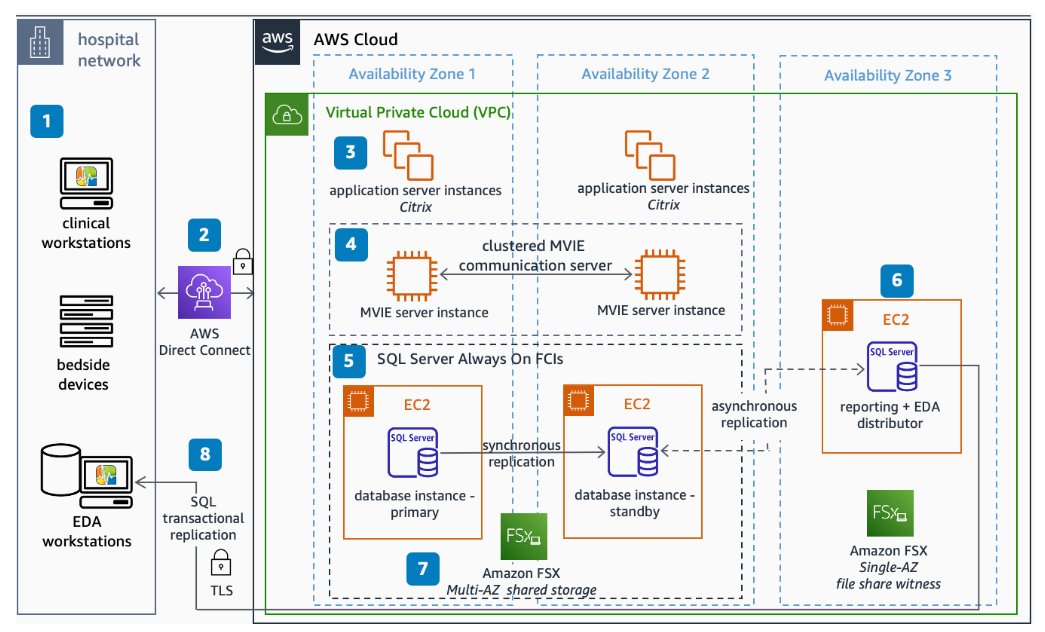 hospital
network
aws
AWS Cloud
Availability Zone 1
Availability Zone 2
Availability Zone 3
Virtual Private Cloud (VPC)
1
clinical
workstations
2
AWS
Direct Connect
bedside
devices
3
application server instances
Citrix
application server instances
Citrix
4
clustered MVIE
communication server
MVIE server instance
MVIE server instance
5
SQL Server Always On FCIs
EC2
SQL Server
database instance -
primary
synchronous
replication
EC2
SQL Server
database instance -
standby
asynchronous
replication
6
EC2
SQL Server
reporting + EDA
distributor
7
FSx
Amazon FSX
Multi-AZ shared storage
FSx
Amazon FSX
Single-AZ
file share witness
8
SQL
transactional
replication
TLS
EDA
workstations